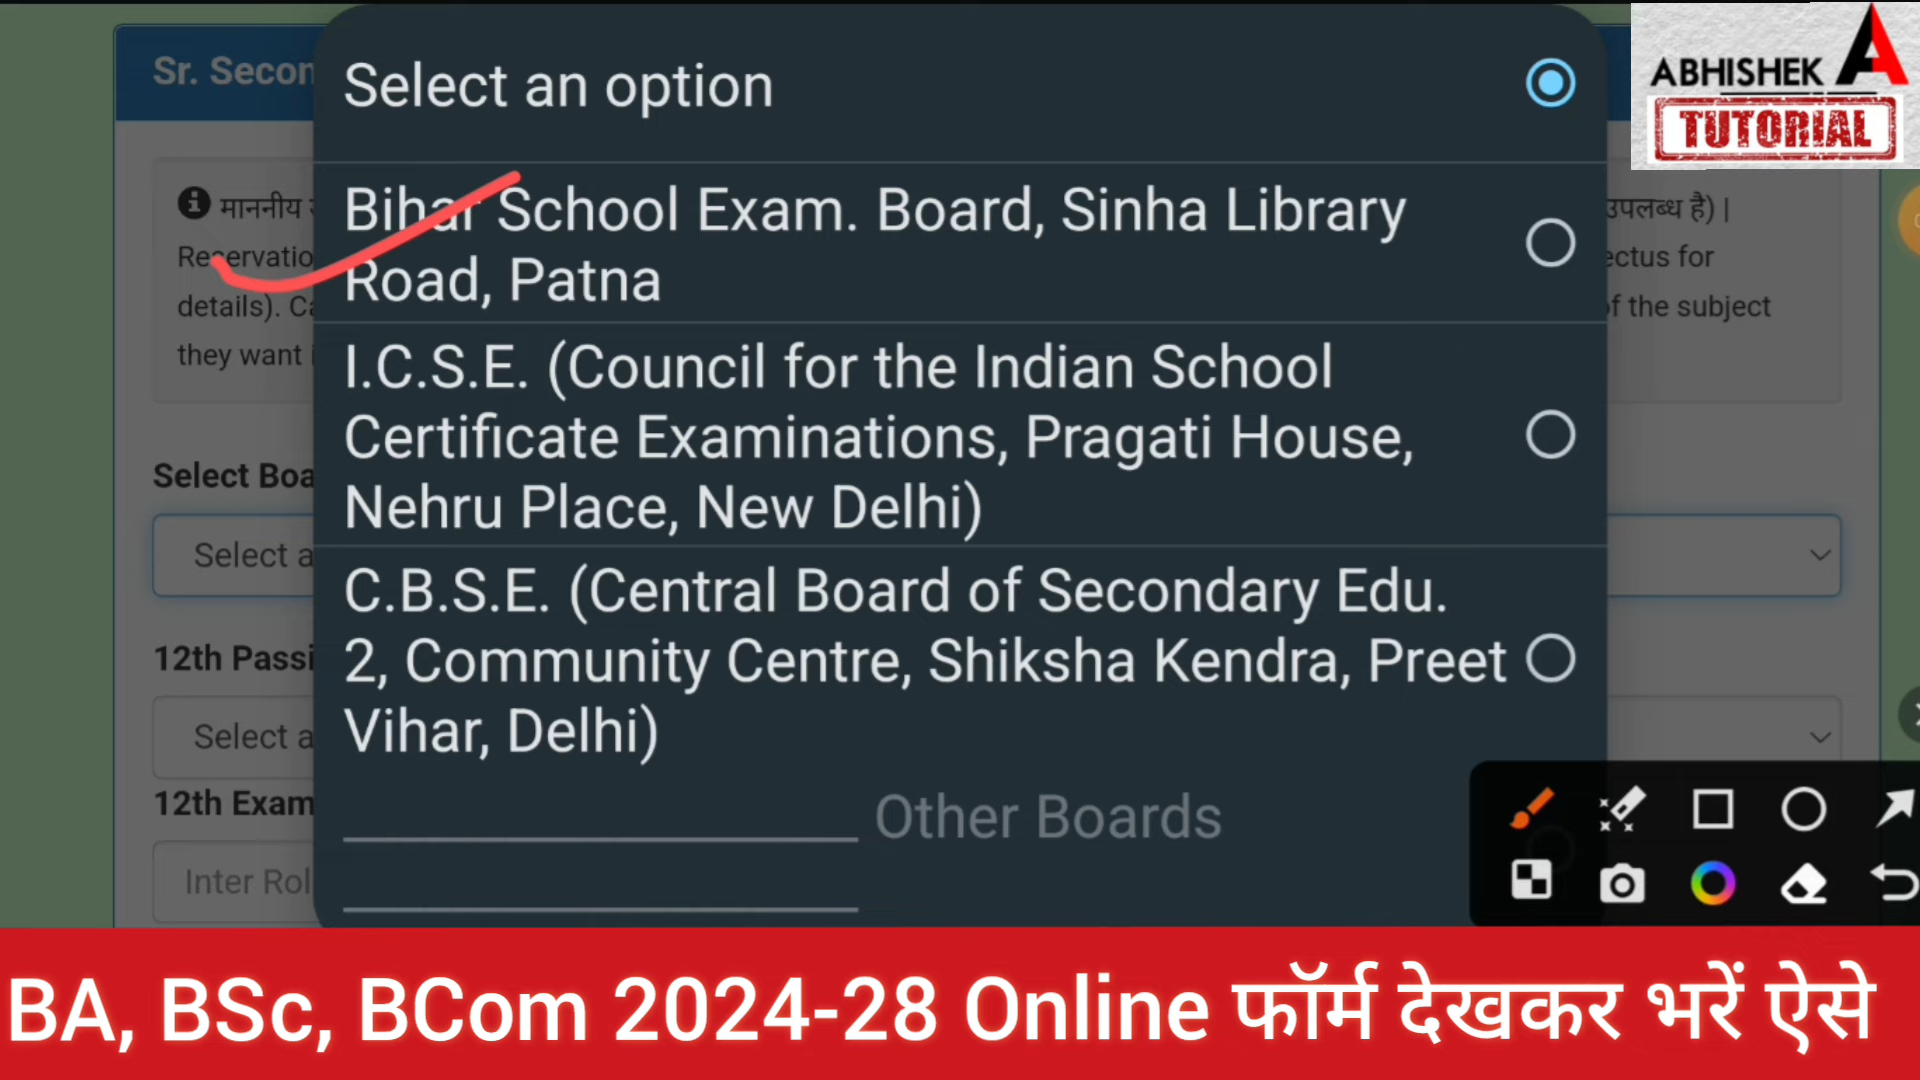 Sr. Secon
Select an option
ABHISHEK A
TUTORIAL
माननीय
उपलब्ध है) |
Bihar School Exam. Board, Sinha Library
Road, Patna
Reservatio
ectus for
details). Ca
f the subject
they want i
I.C.S.E. (Council for the Indian School
Certificate Examinations, Pragati House,
Nehru Place, New Delhi)
Select Boa
Select a
C.B.S.E. (Central Board of Secondary Edu.
2, Community Centre, Shiksha Kendra, Preet
Vihar, Delhi)
12th Passi
Select a
12th Exam
Other Boards
Inter Rol
BA, BSc, BCom 2024-28 Online फॉर्म देखकर भरें ऐसे